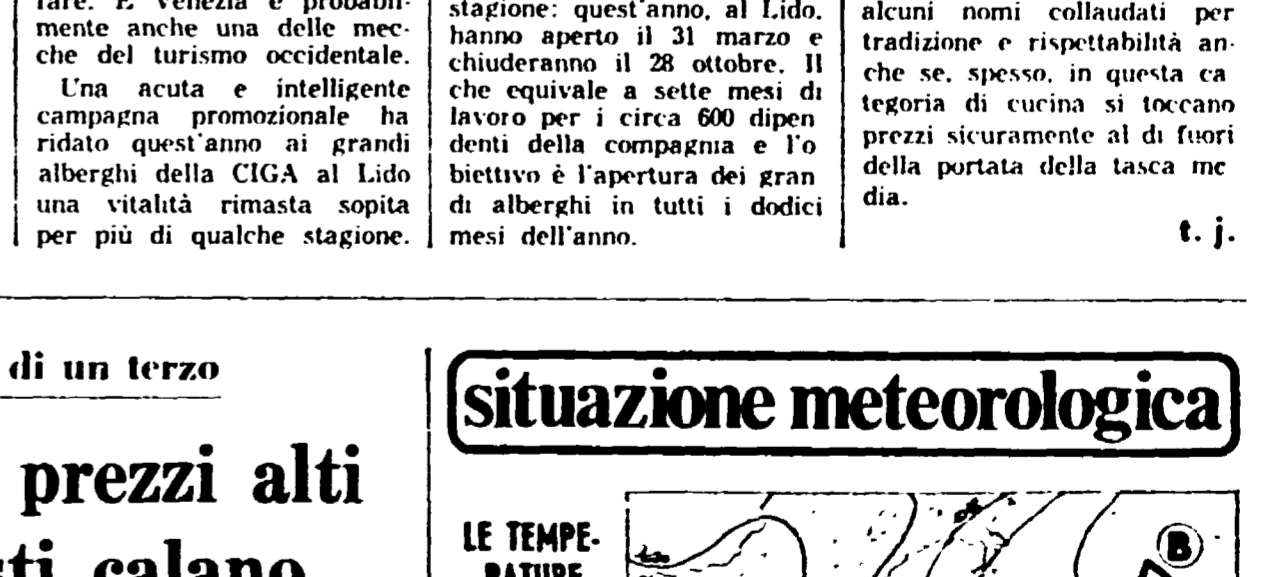 rare. E Venezia è probabil-
mente anche una delle mec-
che del turismo occidentale.
Una acuta e intelligente
campagna promozionale ha
ridato quest'anno ai grandi
alberghi della CIGA al Lido
una vitalità rimasta sopita
per più di qualche stagione.
stagione: quest'anno, al Lido,
hanno aperto il 31 marzo e
chiuderanno il 28 ottobre. Il
che equivale a sette mesi di
lavoro per i circa 600 dipen
denti della compagnia e l'o
biettivo è l'apertura dei gran
di alberghi in tutti i dodici
mesi dell'anno.
alcuni nomi collaudati per
tradizione e rispettabilità an-
che se, spesso, in questa ca
tegoria di cucina si toccano
prezzi sicuramente al di fuori
della portata della tasca me
dia.
t. j.
di un terzo
prezzi alti
sti calano
situazione meteorologica
LE TEMPE-
RATURE
B